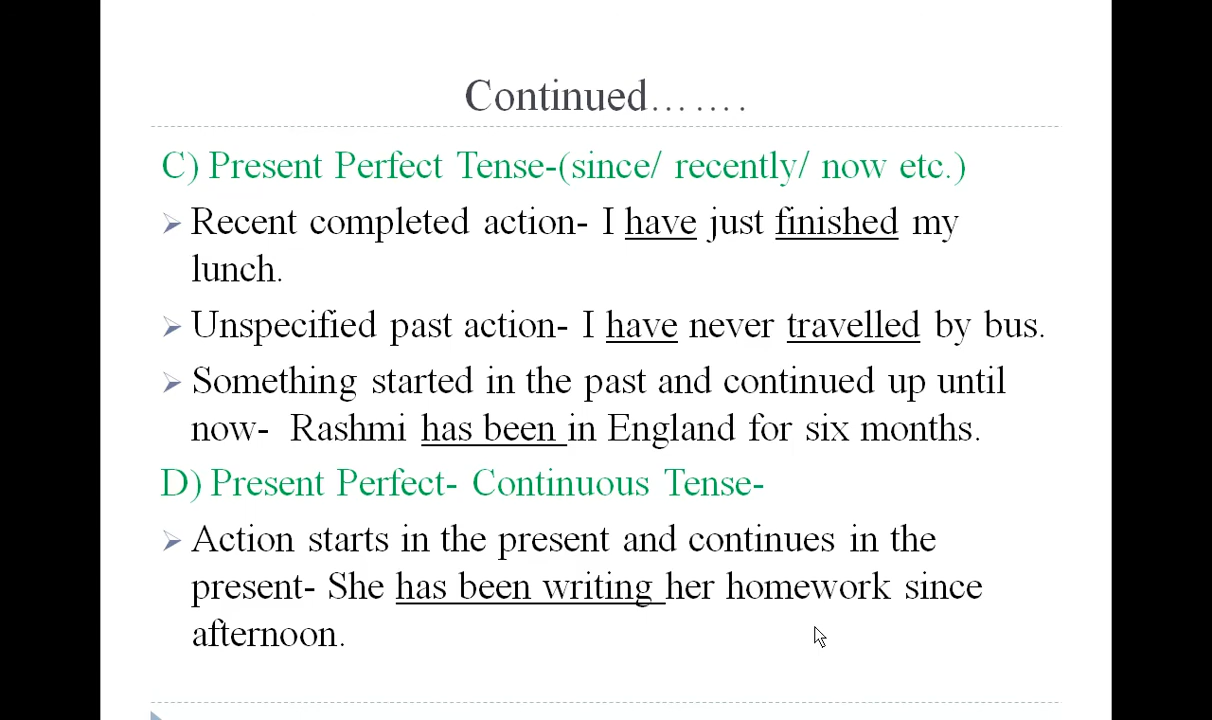 Continued…….
C) Present Perfect Tense-(since/ recently/ now etc.)
Recent completed action- I have just finished my
lunch.
Unspecified past action- I have never travelled by bus.
Something started in the past and continued up until
now- Rashmi has been in England for six months.
D) Present Perfect- Continuous Tense-
Action starts in the present and continues in the
present- She has been writing her homework since
afternoon.